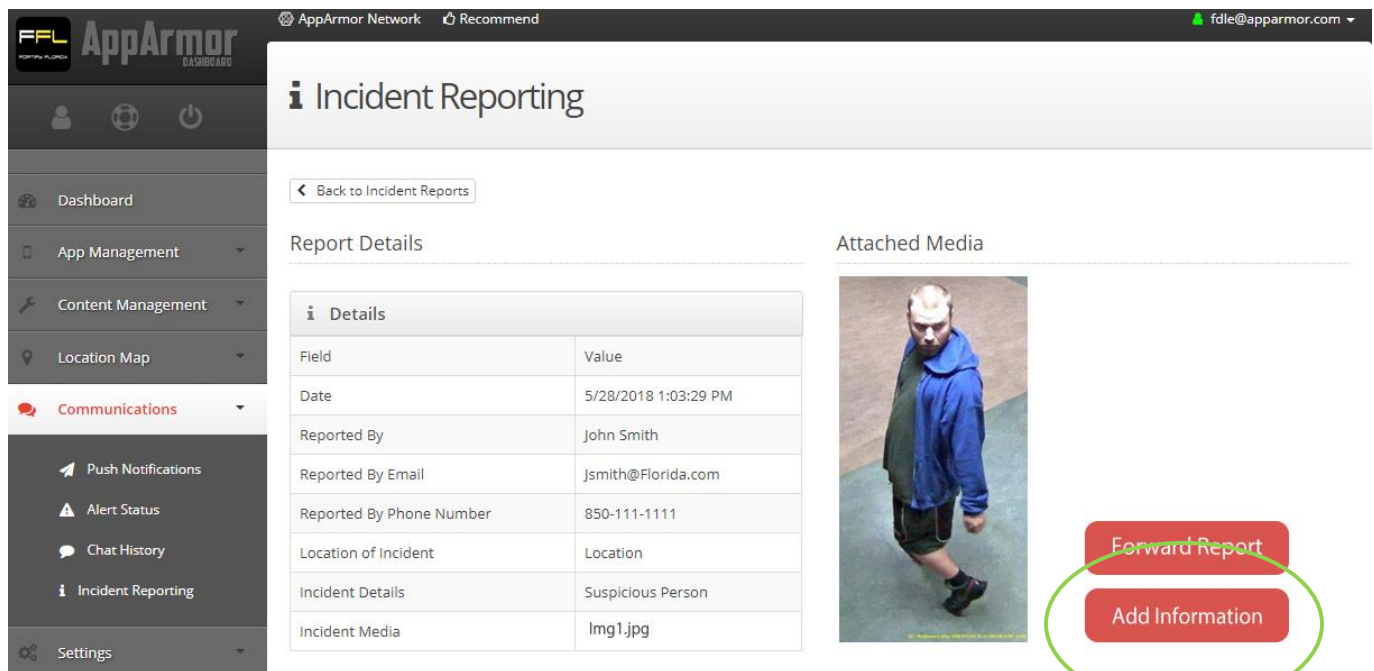 FFL
AppArmor
DASHBOARD
AppArmor Network Recommend fdle@apparmor.com
i Incident Reporting
Dashboard
App Management
Content Management
Location Map
Communications
Push Notifications
Alert Status
Chat History
i Incident Reporting
Settings
Back to Incident Reports
Report Details
i Details
Field Value
Date 5/28/2018 1:03:29 PM
Reported By John Smith
Reported By Email Jsmith@Florida.com
Reported By Phone Number 850-111-1111
Location of Incident Location
Incident Details Suspicious Person
Incident Media Img1.jpg
Attached Media
Forward Report
Add Information